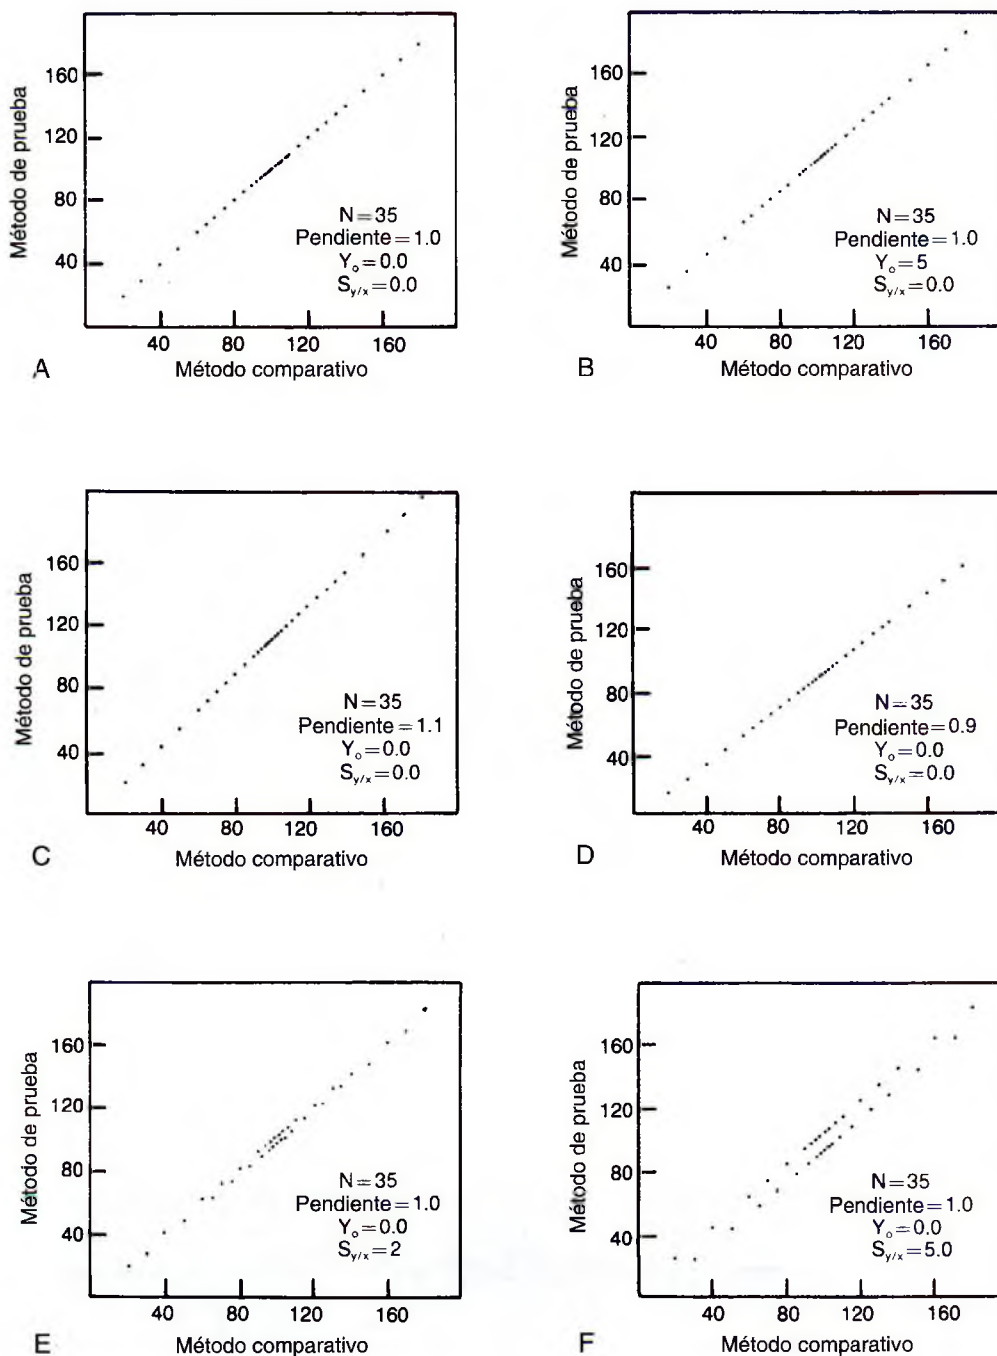 Método de prueba
160
120
80
40
N=35
Pendiente=1.0
Yo=0.0
Sy/x=0.0
40 80 120 160
Método comparativo
A
Método de prueba
160
120
80
40
N=35
Pendiente=1.0
Yo=5
Sy/x=0.0
40 80 120 160
Método comparativo
B
Método de prueba
160
120
80
40
N=35
Pendiente=1.1
Yo=0.0
Sy/x=0.0
40 80 120 160
Método comparativo
C
Método de prueba
160
120
80
40
N=35
Pendiente=0.9
Yo=0.0
Sy/x=0.0
40 80 120 160
Método comparativo
D
Método de prueba
160
120
80
40
N=35
Pendiente=1.0
Yo=0.0
Sy/x=2
40 80 120 160
Método comparativo
E
Método de prueba
160
120
80
40
N=35
Pendiente=1.0
Yo=0.0
Sy/x=5.0
40 80 120 160
Método comparativo
F